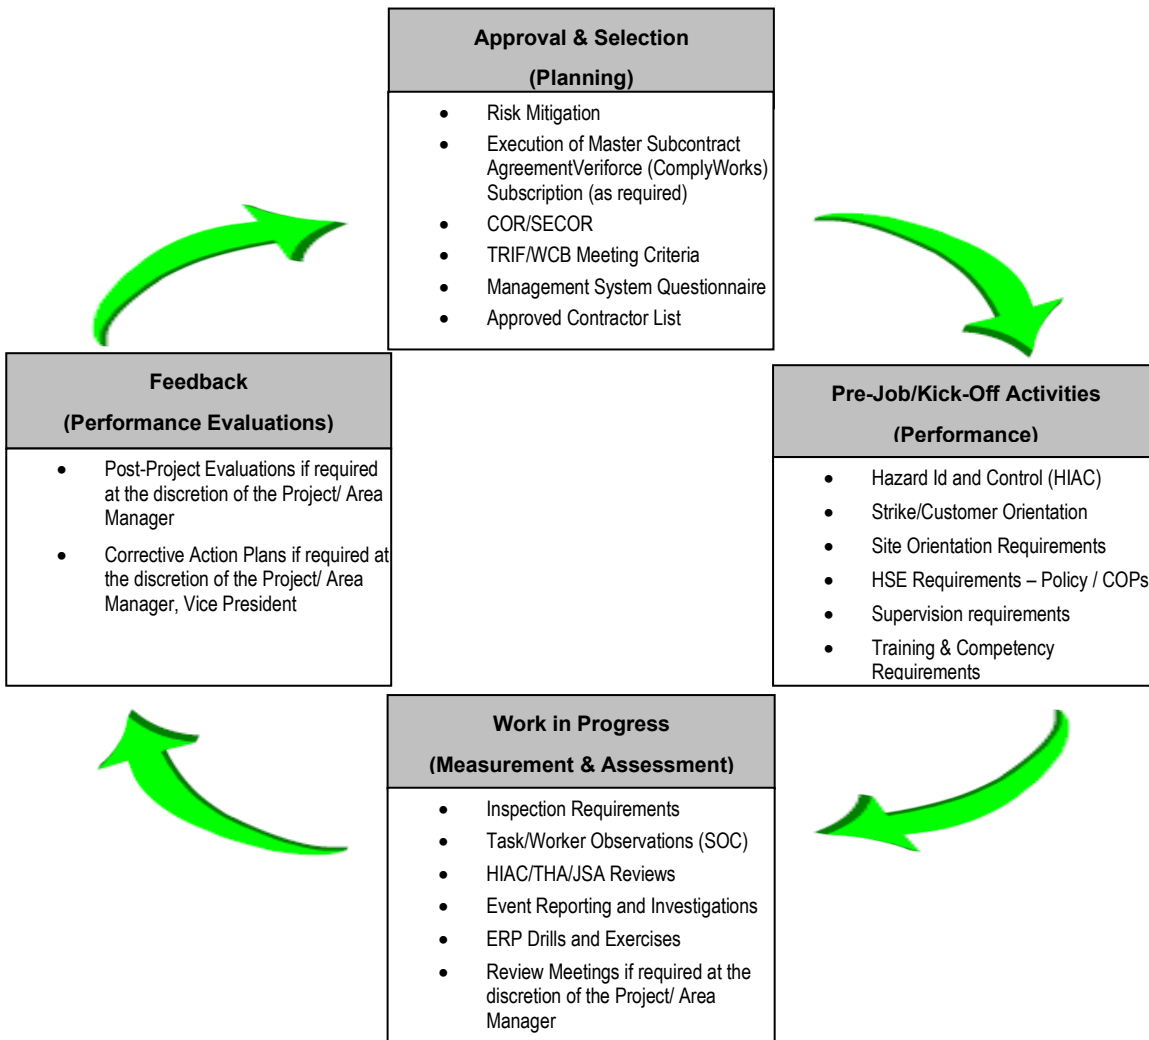 Approval & Selection
(Planning)
• Risk Mitigation
• Execution of Master Subcontract
AgreementVeriforce (ComplyWorks)
Subscription (as required)
• COR/SECOR
• TRIF/WCB Meeting Criteria
• Management System Questionnaire
• Approved Contractor List
Feedback
(Performance Evaluations)
• Post-Project Evaluations if required
at the discretion of the Project/ Area
Manager
• Corrective Action Plans if required at
the discretion of the Project/ Area
Manager, Vice President
Pre-Job/Kick-Off Activities
(Performance)
• Hazard Id and Control (HIAC)
• Strike/Customer Orientation
• Site Orientation Requirements
• HSE Requirements – Policy / COPs
• Supervision requirements
• Training & Competency
Requirements
Work in Progress
(Measurement & Assessment)
• Inspection Requirements
• Task/Worker Observations (SOC)
• HIAC/THA/JSA Reviews
• Event Reporting and Investigations
• ERP Drills and Exercises
• Review Meetings if required at the
discretion of the Project/ Area
Manager